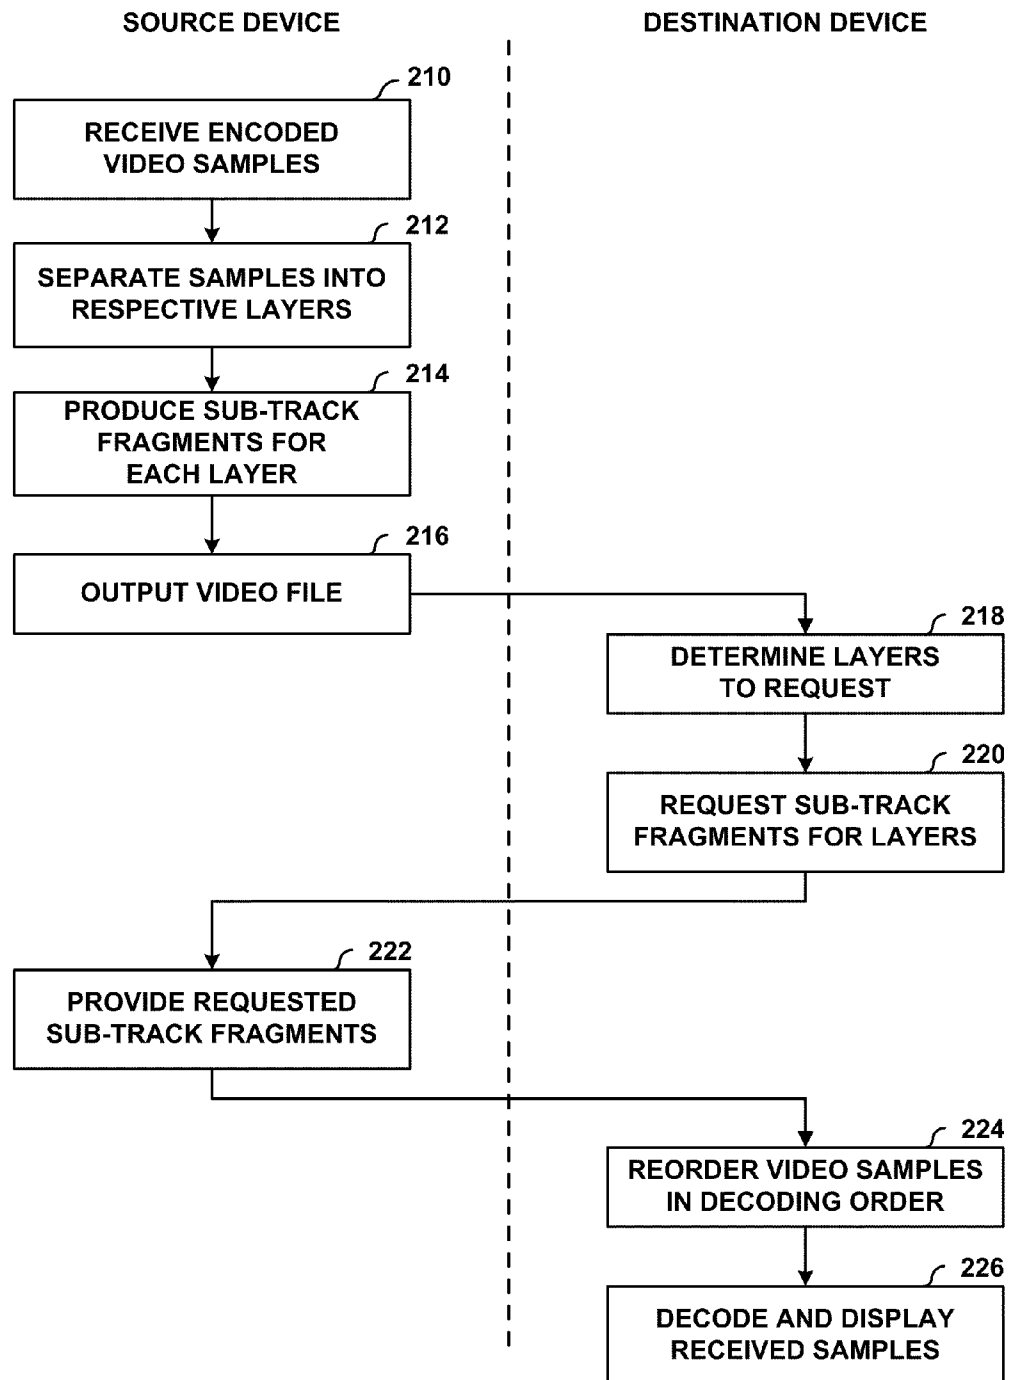 SOURCE DEVICE
DESTINATION DEVICE
210
RECEIVE ENCODED
VIDEO SAMPLES
212
SEPARATE SAMPLES INTO
RESPECTIVE LAYERS
214
PRODUCE SUB-TRACK
FRAGMENTS FOR
EACH LAYER
216
OUTPUT VIDEO FILE
218
DETERMINE LAYERS
TO REQUEST
220
REQUEST SUB-TRACK
FRAGMENTS FOR LAYERS
222
PROVIDE REQUESTED
SUB-TRACK FRAGMENTS
224
REORDER VIDEO SAMPLES
IN DECODING ORDER
226
DECODE AND DISPLAY
RECEIVED SAMPLES